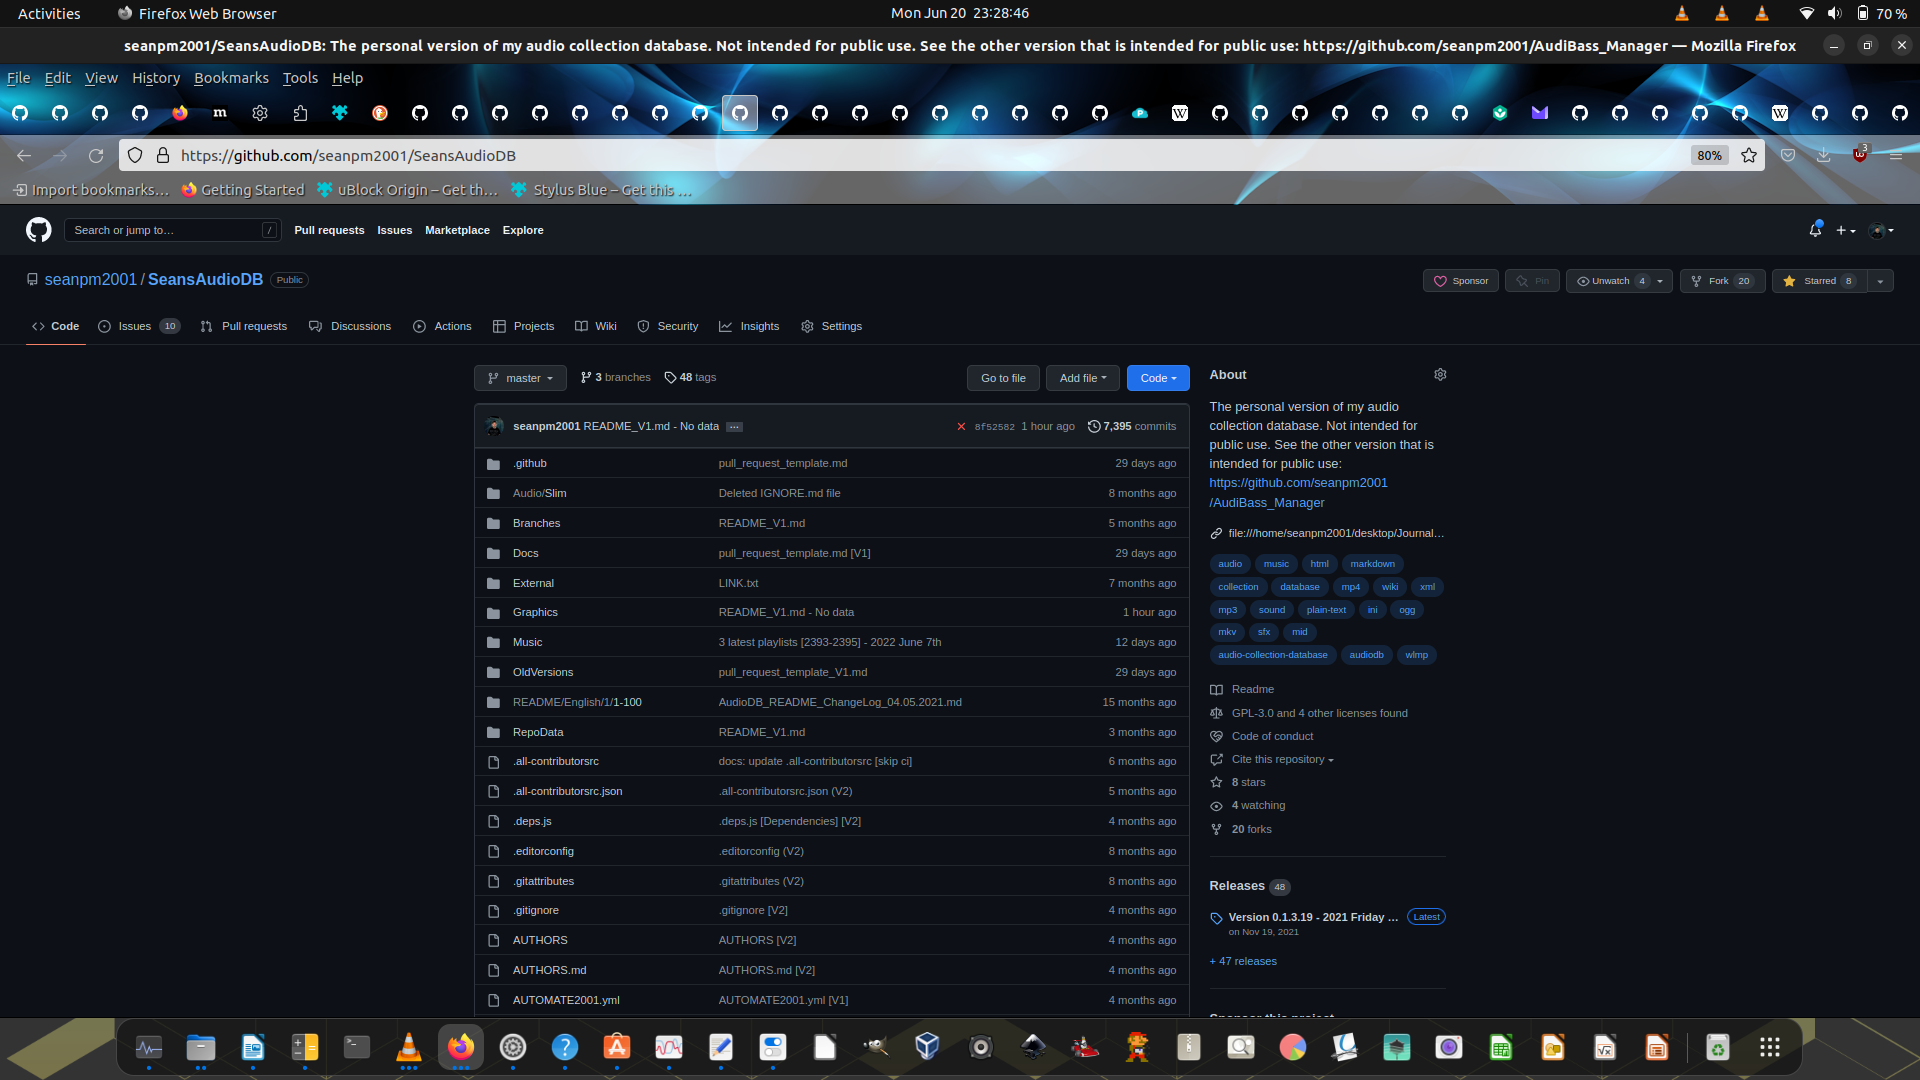 Activities Firefox Web Browser Mon Jun 20 23:28:46 70 %
seanpm2001/SeansAudioDB: The personal version of my audio collection database. Not intended for public use. See the other version that is intended for public use: https://github.com/seanpm2001/AudiBass_Manager — Mozilla Firefox
File Edit View History Bookmarks Tools Help
https://github.com/seanpm2001/SeansAudioDB 80% 3
Import bookmarks… Getting Started uBlock Origin – Get th… Stylus Blue – Get this …
Search or jump to… / Pull requests Issues Marketplace Explore
seanpm2001 / SeansAudioDB Public Sponsor Pin Unwatch 4 Fork 20 Starred 8
Code Issues 10 Pull requests Discussions Actions Projects Wiki Security Insights Settings
master 3 branches 48 tags Go to file Add file Code
seanpm2001 README_V1.md - No data … 8f52582 1 hour ago 7,395 commits
.github pull_request_template.md 29 days ago
Audio/Slim Deleted IGNORE.md file 8 months ago
Branches README_V1.md 5 months ago
Docs pull_request_template.md [V1] 29 days ago
External LINK.txt 7 months ago
Graphics README_V1.md - No data 1 hour ago
Music 3 latest playlists [2393-2395] - 2022 June 7th 12 days ago
OldVersions pull_request_template_V1.md 29 days ago
README/English/1/1-100 AudioDB_README_ChangeLog_04.05.2021.md 15 months ago
RepoData README_V1.md 3 months ago
.all-contributorsrc docs: update .all-contributorsrc [skip ci] 6 months ago
.all-contributorsrc.json .all-contributorsrc.json (V2) 5 months ago
.deps.js .deps.js [Dependencies] [V2] 4 months ago
.editorconfig .editorconfig (V2) 8 months ago
.gitattributes .gitattributes (V2) 8 months ago
.gitignore .gitignore [V2] 4 months ago
AUTHORS AUTHORS [V2] 4 months ago
AUTHORS.md AUTHORS.md [V2] 4 months ago
AUTOMATE2001.yml AUTOMATE2001.yml [V1] 4 months ago
About
The personal version of my audio
collection database. Not intended for
public use. See the other version that is
intended for public use:
https://github.com/seanpm2001
/AudiBass_Manager
file:///home/seanpm2001/desktop/Journal…
audio music html markdown
collection database mp4 wiki xml
mp3 sound plain-text ini ogg
mkv sfx mid
audio-collection-database audiodb wlmp
Readme
GPL-3.0 and 4 other licenses found
Code of conduct
Cite this repository
8 stars
4 watching
20 forks
Releases 48
Version 0.1.3.19 - 2021 Friday … Latest
on Nov 19, 2021
+ 47 releases
Sponsor this project